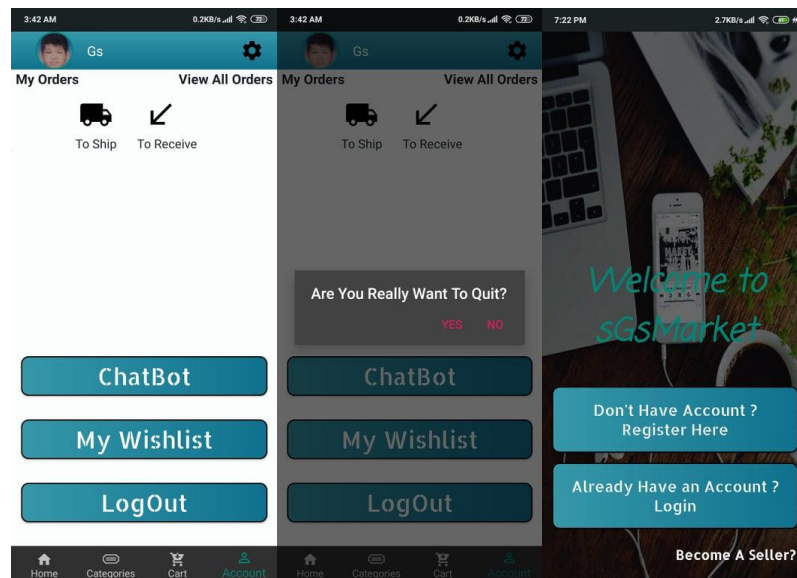 3:42 AM 0.2KB/s 72
Gs
My Orders View All Orders
To Ship To Receive
ChatBot
My Wishlist
LogOut
Home Categories Cart Account
3:42 AM 0.2KB/s 72
Gs
My Orders View All Orders
To Ship To Receive
Are You Really Want To Quit?
YES NO
ChatBot
My Wishlist
LogOut
Home Categories Cart Account
7:22 PM 2.7KB/s
Welcome to
sGsMarket
Don't Have Account ?
Register Here
Already Have an Account ?
Login
Become A Seller?